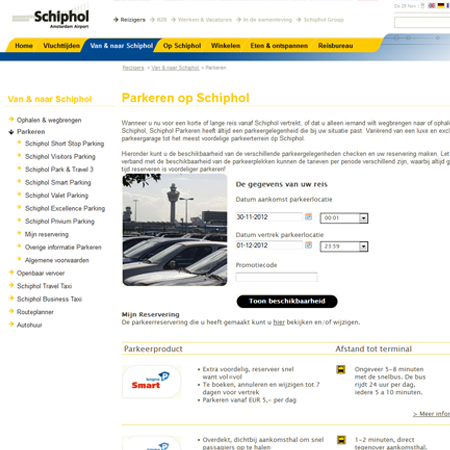 Schiphol
Amsterdam Airport
Reizigers
B2B
Werken & Vacatures
In de samenleving
Schiphol Group
Home
Vluchttijden
Van & naar Schiphol
Op Schiphol
Winkelen
Eten & ontspannen
Reisbureau
Reizigers » Van & naar Schiphol » Parkeren
Van & naar Schiphol
Ophalen & wegbrengen
Parkeren
Schiphol Short Stop Parking
Schiphol Visitors Parking
Schiphol Park & Travel 3
Schiphol Smart Parking
Schiphol Valet Parking
Schiphol Excellence Parking
Schiphol Privium Parking
Mijn reservering
Overige informatie Parkeren
Algemene voorwaarden
Openbaar vervoer
Schiphol Travel Taxi
Schiphol Business Taxi
Routeplanner
Autohuur
Parkeren op Schiphol
Wanneer u nu voor een korte of lange reis vanaf Schiphol vertrekt, of dat u alleen iemand wilt wegbrengen naar of ophale
Schiphol, Schiphol Parkeren heeft altijd een parkeergelegenheid die bij uw situatie past. Variërend van een luxe en excl
parkeergarage tot het meest voordelige parkeerterrein op Schiphol.
Hieronder kunt u de beschikbaarheid van de verschillende parkeergelegenheden checken en uw reservering maken. Let
verband met de beschikbaarheid van de parkeerplekken kunnen de tarieven per periode verschillend zijn, waarbij altijd g
tijd reserveren is voordeliger parkeren!
De gegevens van uw reis
Datum aankomst parkeerlocatie
30-11-2012
00:01
Datum vertrek parkeerlocatie
01-12-2012
23:59
Promotiecode
Toon beschikbaarheid
Mijn Reservering
De parkeerreservering die u heeft gemaakt kunt u hier bekijken en/of wijzigen.
Parkeerproduct
Afstand tot terminal
Schiphol
Smart
P
• Extra voordelig, reserveer snel
want vol=vol
• Te boeken, annuleren en wijzigen tot 7
dagen voor vertrek
• Parkeren vanaf EUR 5,- per dag
Ongeveer 5-8 minuten
met de snelbus. De bus
rijdt 24 uur per dag,
iedere 5 a 10 minuten.
> Meer infor
• Overdekt, dichtbij aankomsthal om snel
passagiers op te halen
1-2 minuten, direct
tegenover aankomsthal